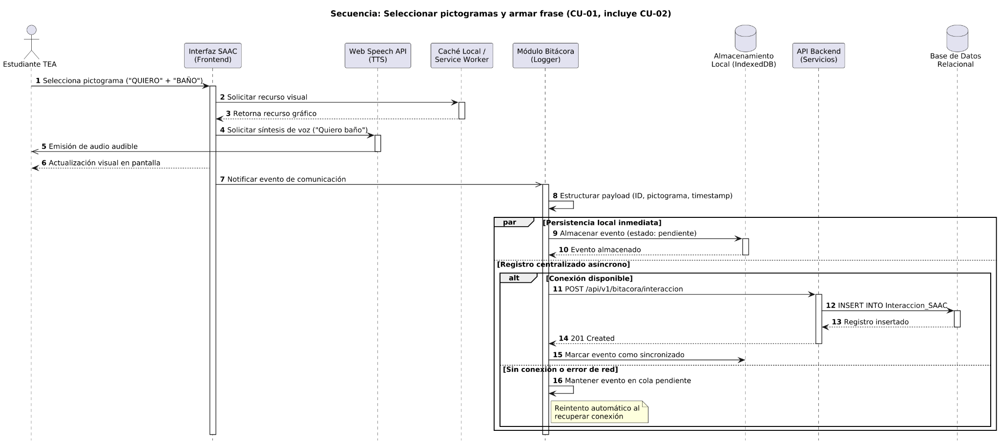 Secuencia: Seleccionar pictogramas y armar frase (CU-01, incluye CU-02)
Estudiante TEA
Interfaz SAAC
(Frontend)
Web Speech API
(TTS)
Caché Local /
Service Worker
Módulo Bitácora
(Logger)
Almacenamiento
Local (IndexedDB)
API Backend
(Servicios)
Base de Datos
Relacional
1 Selecciona pictograma ("QUIERO" + "BAÑO")
2 Solicitar recurso visual
3 Retorna recurso gráfico
4 Solicitar síntesis de voz ("Quiero baño")
5 Emisión de audio audible
6 Actualización visual en pantalla
7 Notificar evento de comunicación
8 Estructurar payload (ID, pictograma, timestamp)
par [Persistencia local inmediata]
9 Almacenar evento (estado: pendiente)
10 Evento almacenado
[Registro centralizado asíncrono]
alt [Conexión disponible]
11 POST /api/v1/bitacora/interaccion
12 INSERT INTO Interaccion_SAAC
13 Registro insertado
14 201 Created
15 Marcar evento como sincronizado
[Sin conexión o error de red]
16 Mantener evento en cola pendiente
Reintento automático al
recuperar conexión